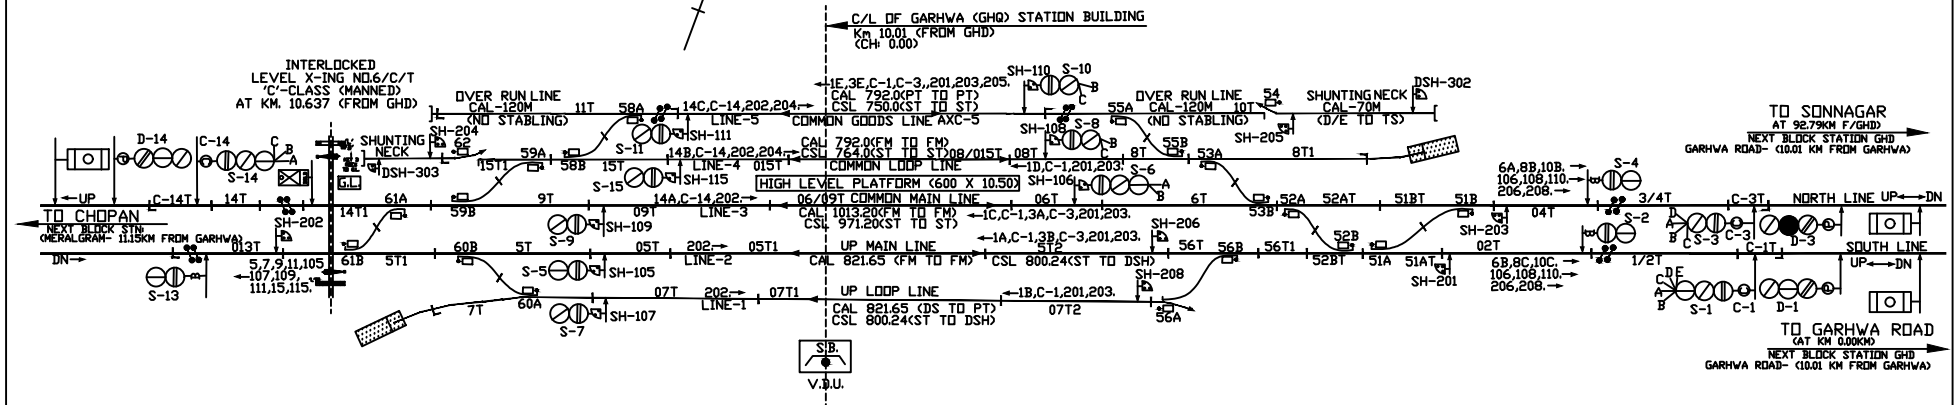 C/L OF GARHWA (GHQ) STATION BUILDING
Km 10.01 (FROM GHD)
(CH: 0.00)
INTERLOCKED
LEVEL X-ING NO.6/C/T
'C'-CLASS (MANNED)
AT KM. 10.637 (FROM GHD)
OVER RUN LINE
CAL-120M
(NO STABLING)
11T
58A
14C,C-14,202,204.
LINE-5
1E,3E,C-1,C-3,,201,203,205.
CAL 792.0(PT TO PT)
CSL 750.0(ST TO ST)
COMMON GOODS LINE AXC-5
SH-110
S-10
B
C
55A
OVER RUN LINE
CAL-120M
(NO STABLING)
10T
54
SHUNTING NECK
CAL-70M
(D/E TO TS)
DSH-302
SH-205
TO SONNAGAR
AT 92.79KM F/GHD)
NEXT BLOCK STATION GHD
GARHWA ROAD- (10.01 KM FROM GARHWA)
D-14
C-14
S-14
C
B
A
SHUNTING
NECK
DSH-303
G.L.
SH-204
62
15T1
59A
58B
S-11
SH-111
15T
14B,C-14,202,204.
LINE-4
015T
CAL 792.0(FM TO FM)
CSL 764.0(ST TO ST)
08/015T
COMMON LOOP LINE
SH-108
S-8
B
C
08T
8T
55B
53A
8T1
1D,C-1,201,203.
S-15
SH-115
HIGH LEVEL PLATFORM (600 X 10.50)
SH-106
S-6
A
B
6A,8B,10B.
106,108,110.
206,208.
S-4
UP
C-14T
14T
SH-202
14T1
61A
59B
9T
14A,C-14,202.
LINE-3
09T
06/09T COMMON MAIN LINE
CAL 1013.20(FM TO FM)
CSL 971.20(ST TO ST)
06T
1C,C-1,3A,C-3,201,203.
6T
53B
52A
52AT
51BT
51B
SH-203
04T
3/4T
C-3T
NORTH LINE
UP
DN
TO CHOPAN
NEXT BLOCK STN:
(MERALGRAM- 11.15KM FROM GARHWA)
S-9
SH-109
1A,C-1,3B,C-3,201,203.
SH-206
52B
S-2
D
A
B
C
S-3
C-3
D-3
DN
013T
61B
5T1
60B
5T
05T
202.
LINE-2
05T1
UP MAIN LINE
CAL 821.65 (FM TO FM)
CSL 800.24(ST TO DSH)
5T2
56T
56B
56T1
52BT
51A
51AT
02T
1/2T
C-1T
SOUTH LINE
UP
DN
S-13
5,7,9,11,105
107,109,
111,15,115.
S-5
SH-105
SH-208
SH-201
6B,8C,10C.
106,108,110.
206,208.
C
D
E
A
B
S-1
C-1
D-1
7T
60A
07T
202.
LINE-1
07T1
UP LOOP LINE
CAL 821.65 (DS TO PT)
CSL 800.24(ST TO DSH)
1B,C-1,201,203.
07T2
56A
S-7
SH-107
TO GARHWA ROAD
(AT KM 0.00KM)
NEXT BLOCK STATION GHD
GARHWA ROAD- (10.01 KM FROM GARHWA)
S.B.
V.D.U.